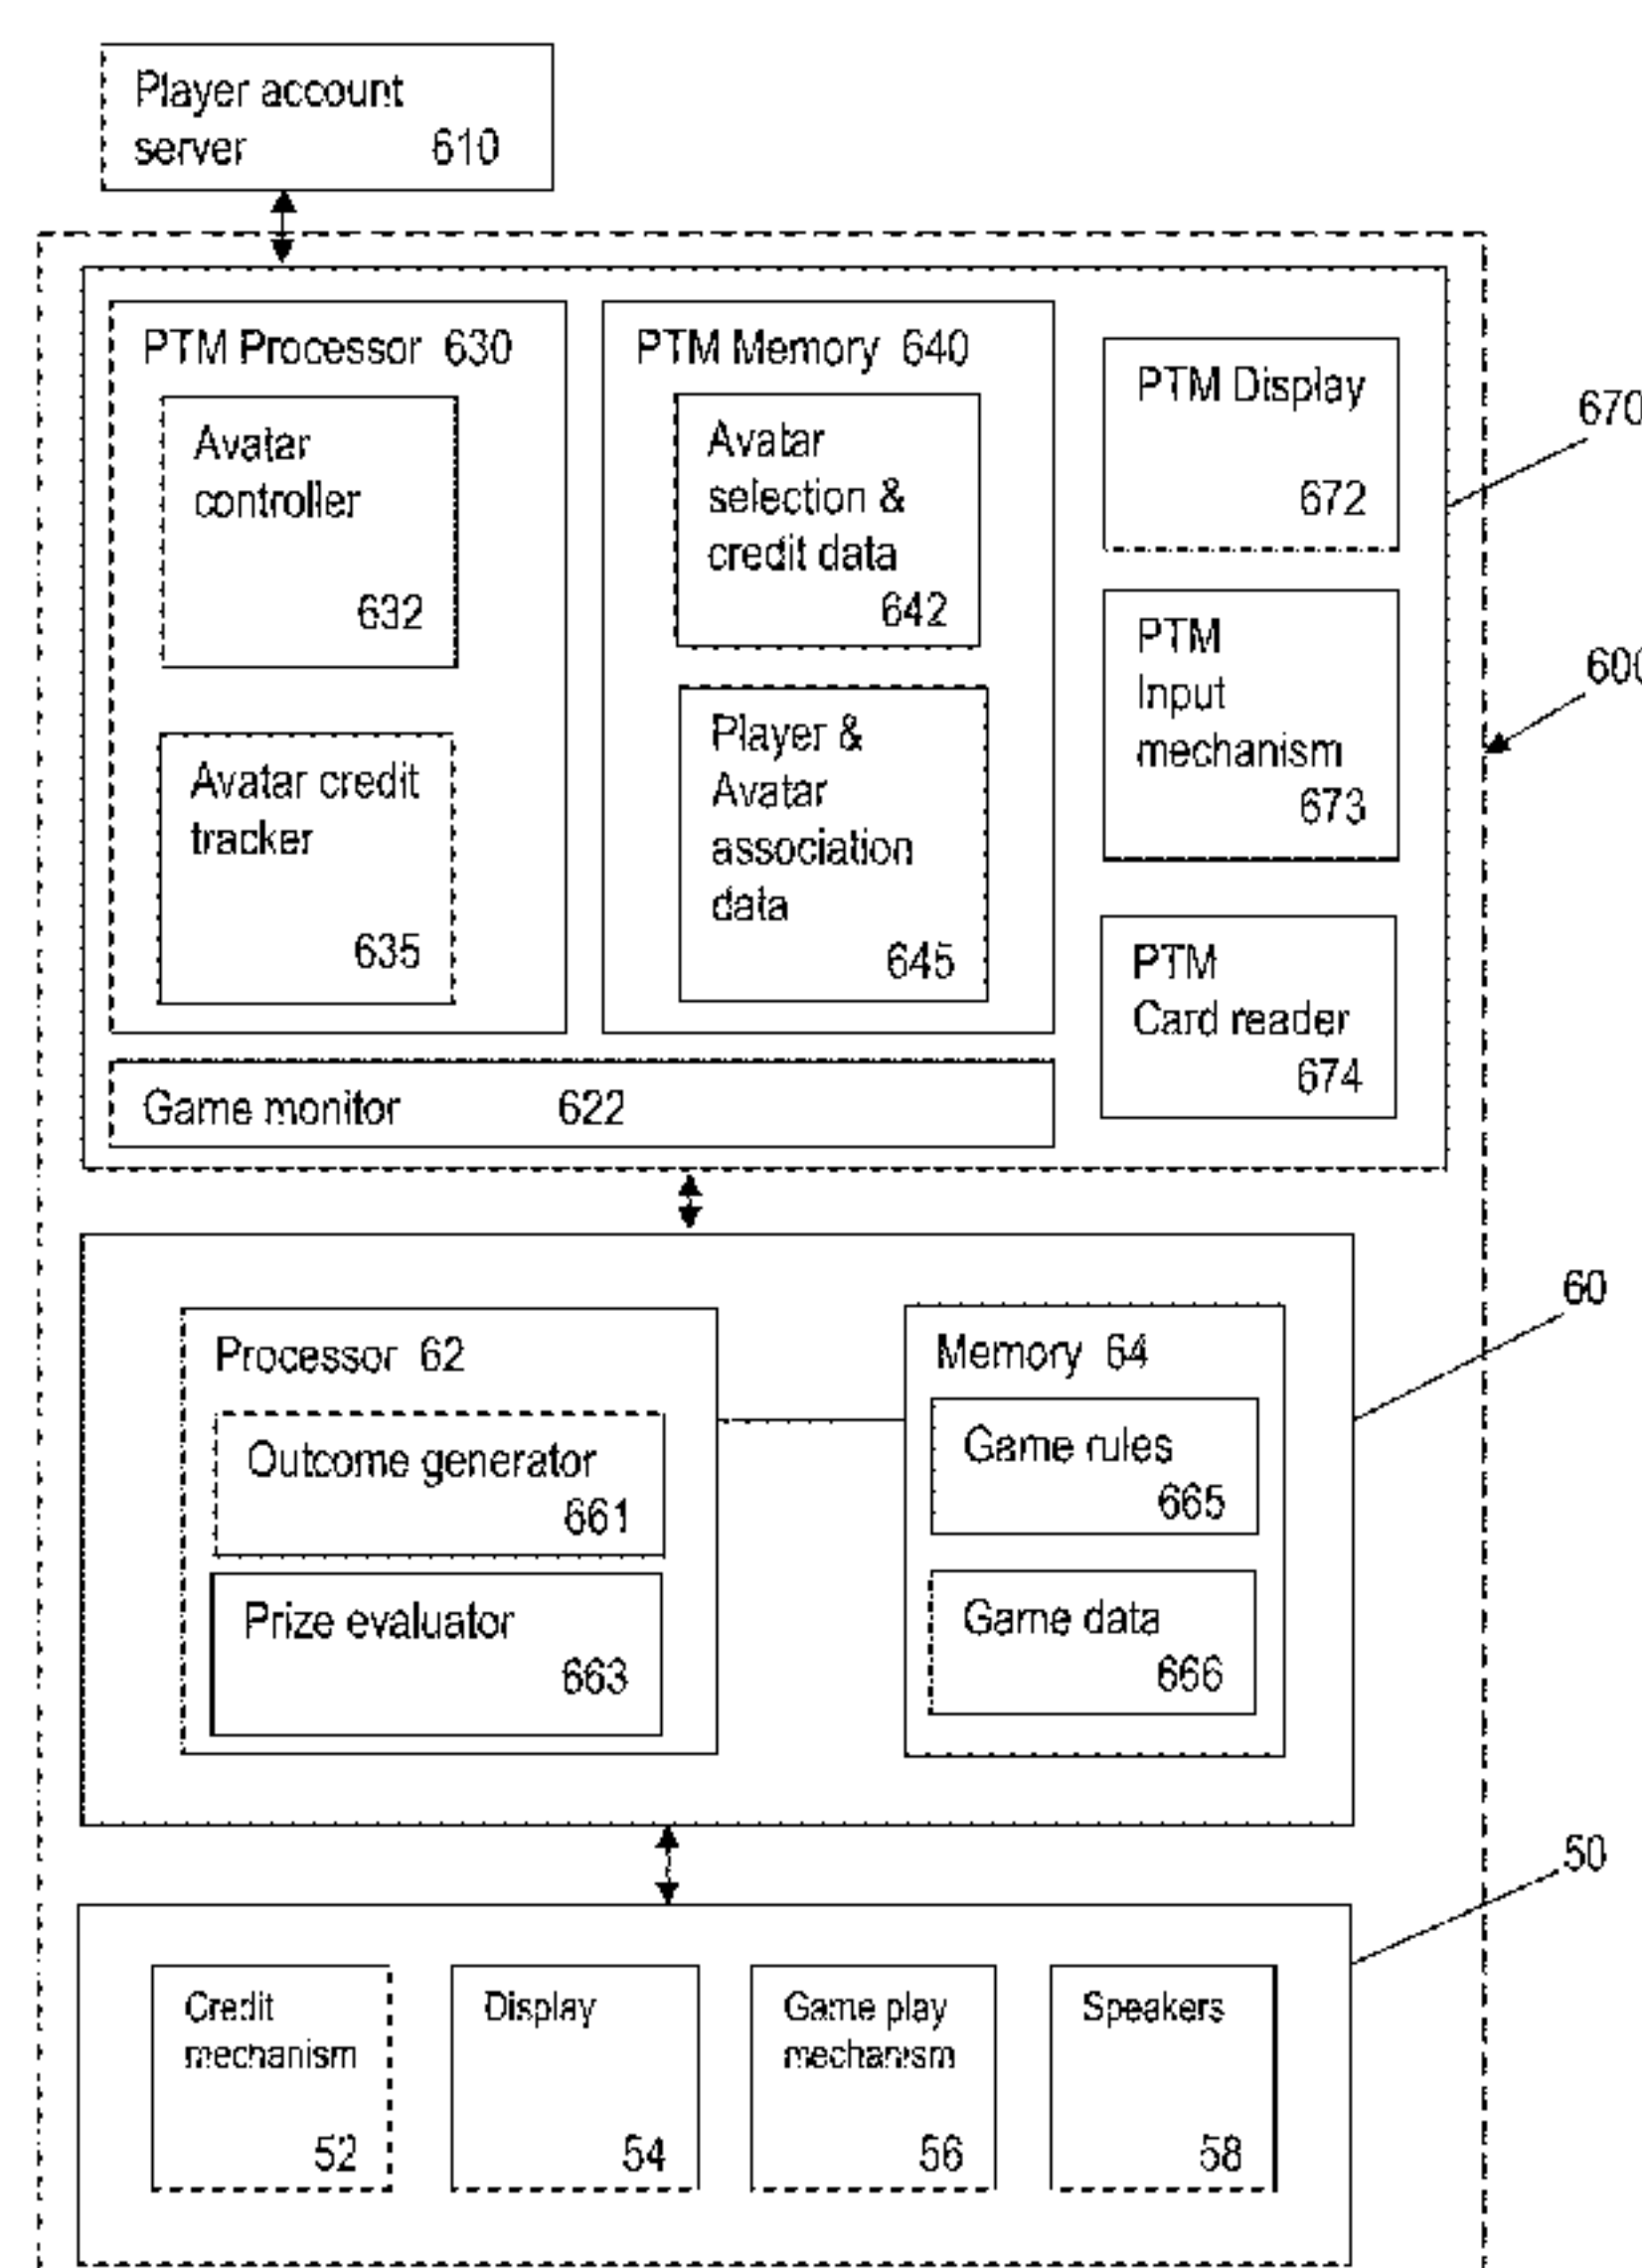 Player account
server 610
PTM Processor 630
Avatar
controller
632
Avatar credit
tracker
635
PTM Memory 640
Avatar
selection &
credit data
642
Player &
Avatar
association
data
645
PTM Display
672
PTM
Input
mechanism
673
PTM
Card reader
674
Game monitor 622
670
600
Processor 62
Outcome generator
661
Prize evaluator
663
Memory 64
Game rules
665
Game data
666
60
50
Credit
mechanism
52
Display
54
Game play
mechanism
56
Speakers
58